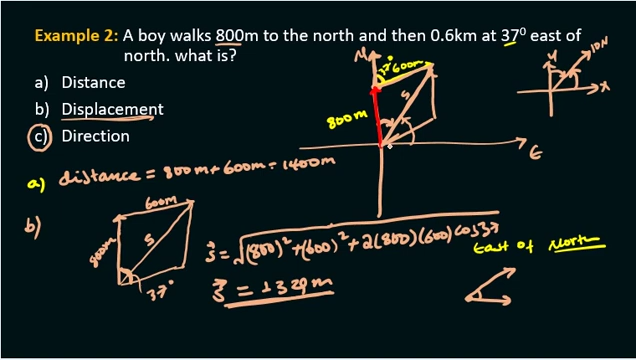 Example 2: A boy walks 800m to the north and then 0.6km at 37⁰ east of
north. what is?
a) Distance
b) Displacement
c) Direction
N
37°
600m
S
800m
E
y
10N
x
a) distance = 800m + 600m = 1400m
b)
600m
800m
S
37°
S⃗ = √(800)² + (600)² + 2(800)(600)cos37
S⃗ = 1329m
East of North